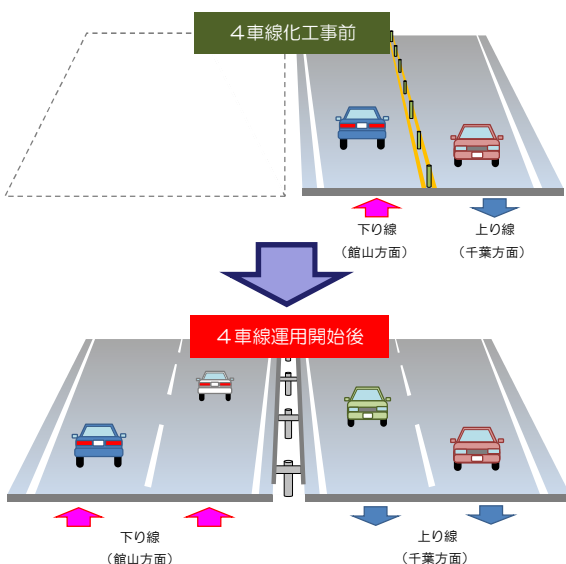 ４車線化工事前
下り線
（館山方面）
上り線
（千葉方面）
４車線運用開始後
下り線
（館山方面）
上り線
（千葉方面）